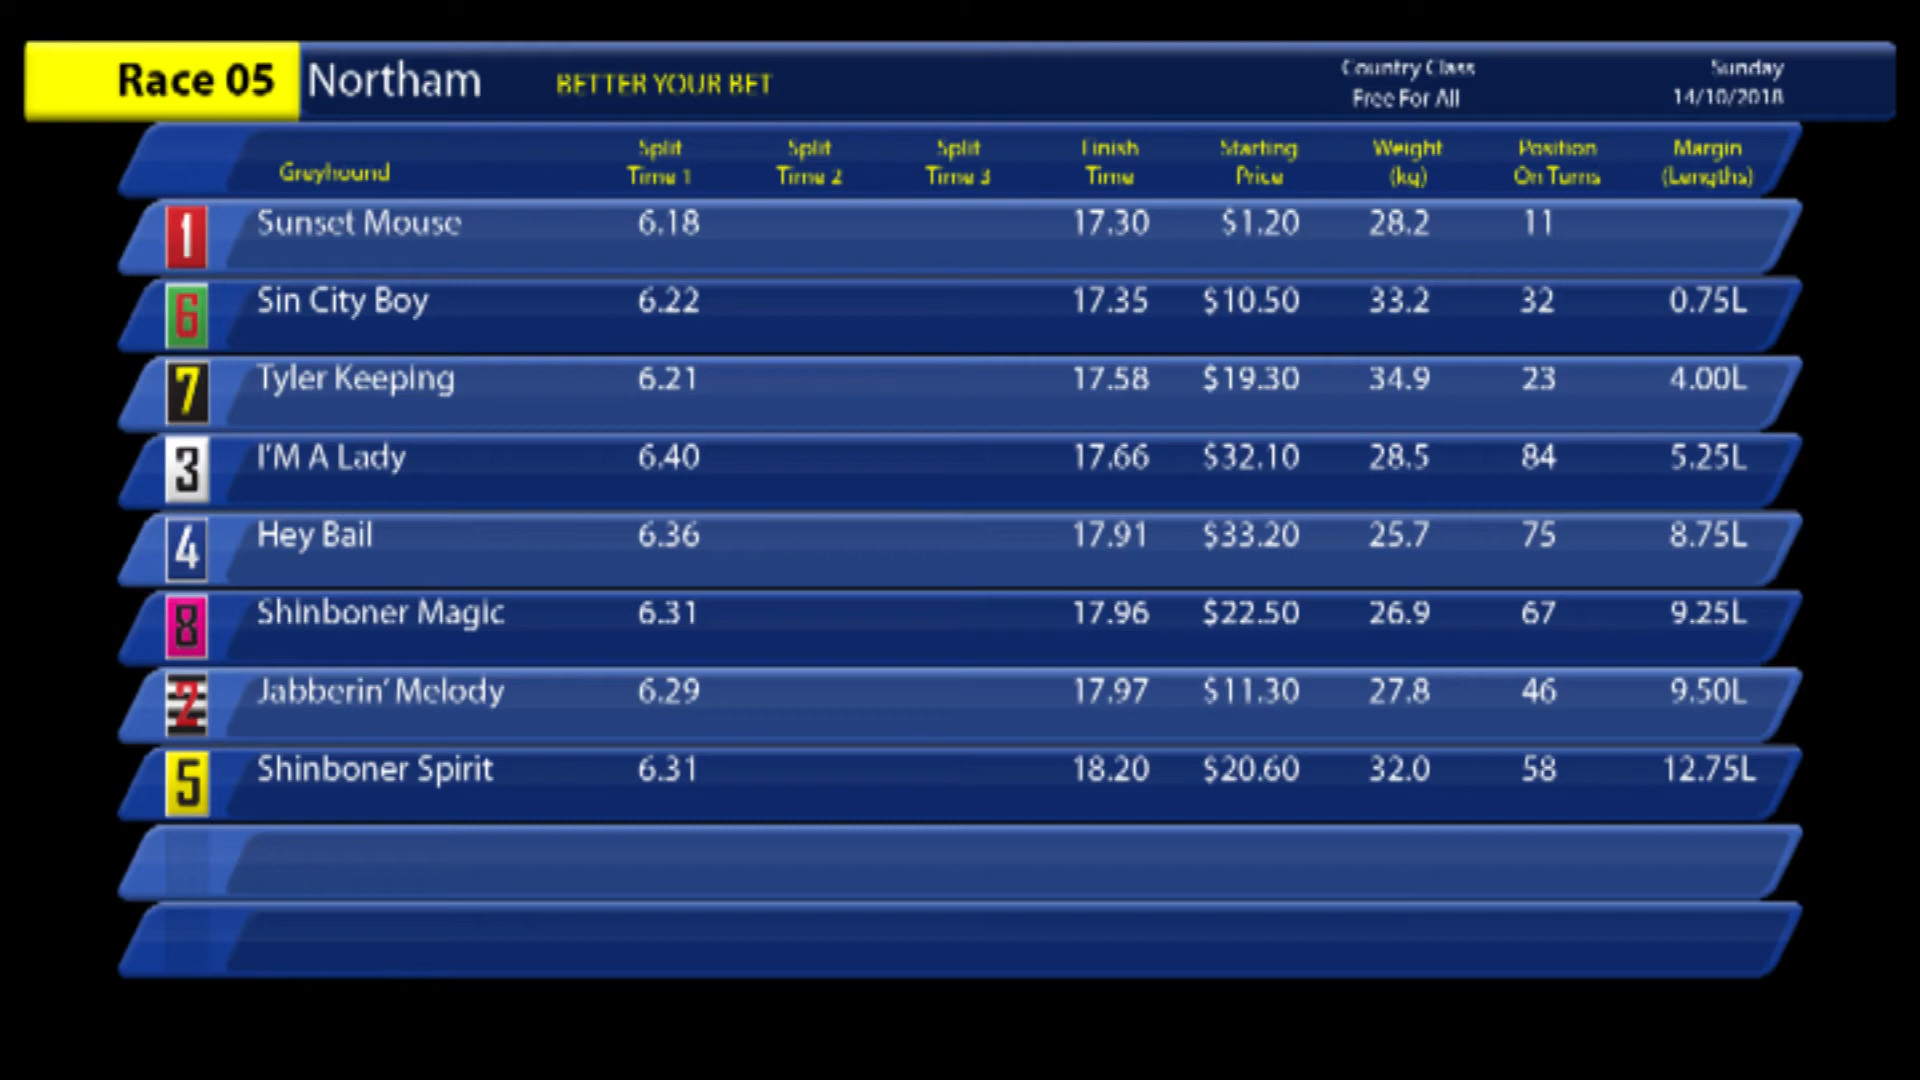 Race 05 Northam BETTER YOUR BET Country Class Free For All Sunday 14/10/2018
Greyhound Split Time 1 Split Time 2 Split Time 3 Finish Time Starting Price Weight (kg) Position On Turns Margin (Lengths)
1 Sunset Mouse 6.18 17.30 $1.20 28.2 11
6 Sin City Boy 6.22 17.35 $10.50 33.2 32 0.75L
7 Tyler Keeping 6.21 17.58 $19.30 34.9 23 4.00L
3 I'M A Lady 6.40 17.66 $32.10 28.5 84 5.25L
4 Hey Bail 6.36 17.91 $33.20 25.7 75 8.75L
8 Shinboner Magic 6.31 17.96 $22.50 26.9 67 9.25L
2 Jabberin' Melody 6.29 17.97 $11.30 27.8 46 9.50L
5 Shinboner Spirit 6.31 18.20 $20.60 32.0 58 12.75L